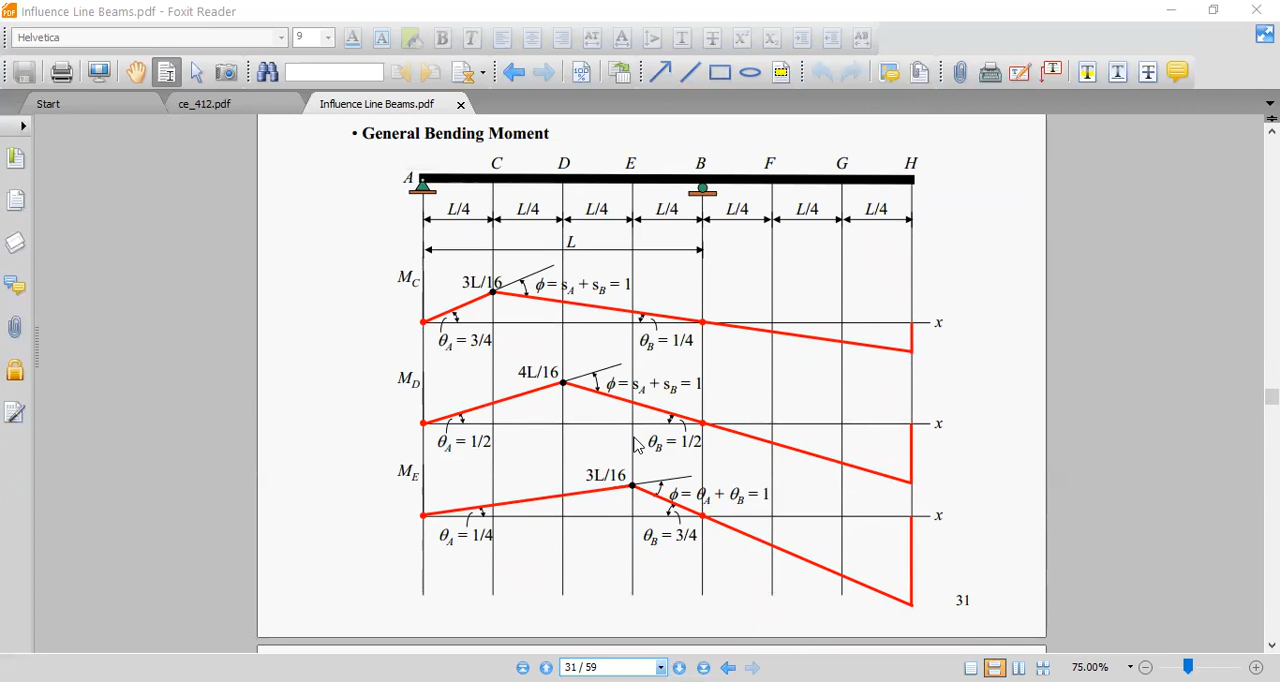 Influence Line Beams.pdf - Foxit Reader
Helvetica 9
Start ce_412.pdf Influence Line Beams.pdf
• General Bending Moment
A C D E B F G H
L/4 L/4 L/4 L/4 L/4 L/4 L/4
L
M_C 3L/16 ϕ = s_A + s_B = 1
x
θ_A = 3/4 θ_B = 1/4
M_D 4L/16 ϕ = s_A + s_B = 1
x
θ_A = 1/2 θ_B = 1/2
M_E 3L/16 ϕ = θ_A + θ_B = 1
x
θ_A = 1/4 θ_B = 3/4
31
31 / 59 75.00%